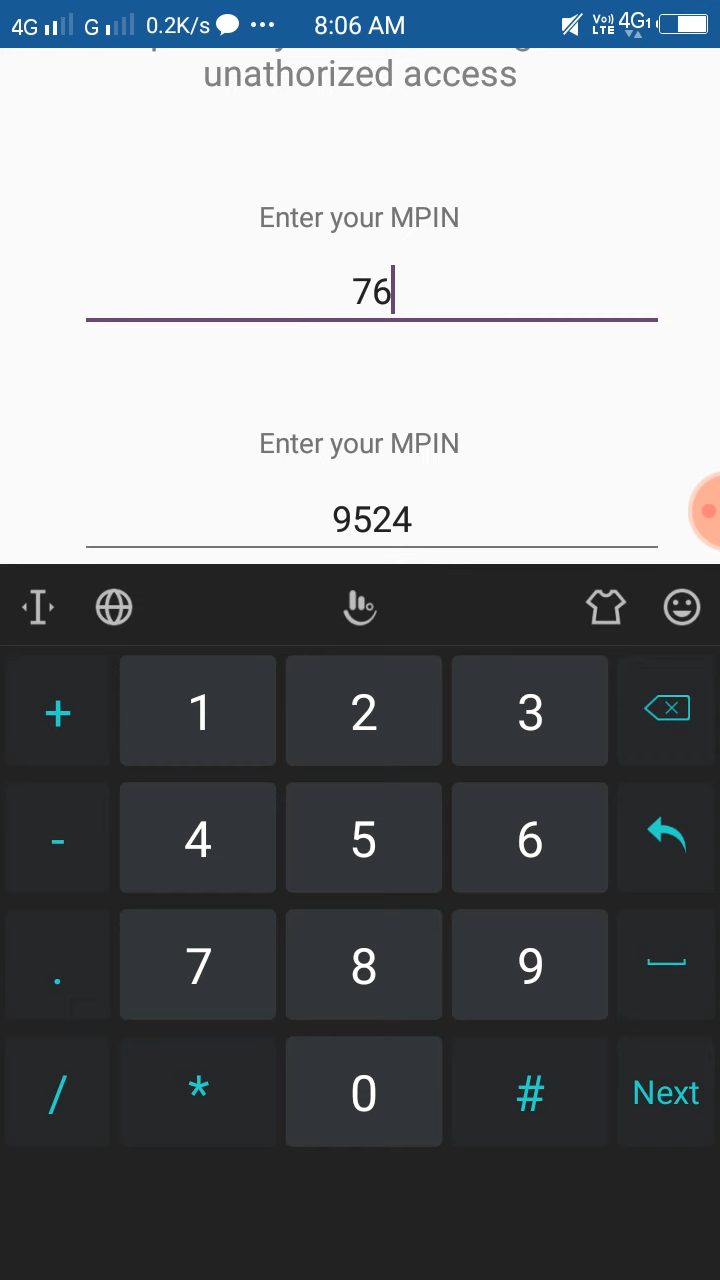 4G G 0.2K/s 8:06 AM Vo)) LTE 4G1
unathorized access
Enter your MPIN
76
Enter your MPIN
9524
+ 1 2 3
- 4 5 6
. 7 8 9
/ * 0 # Next